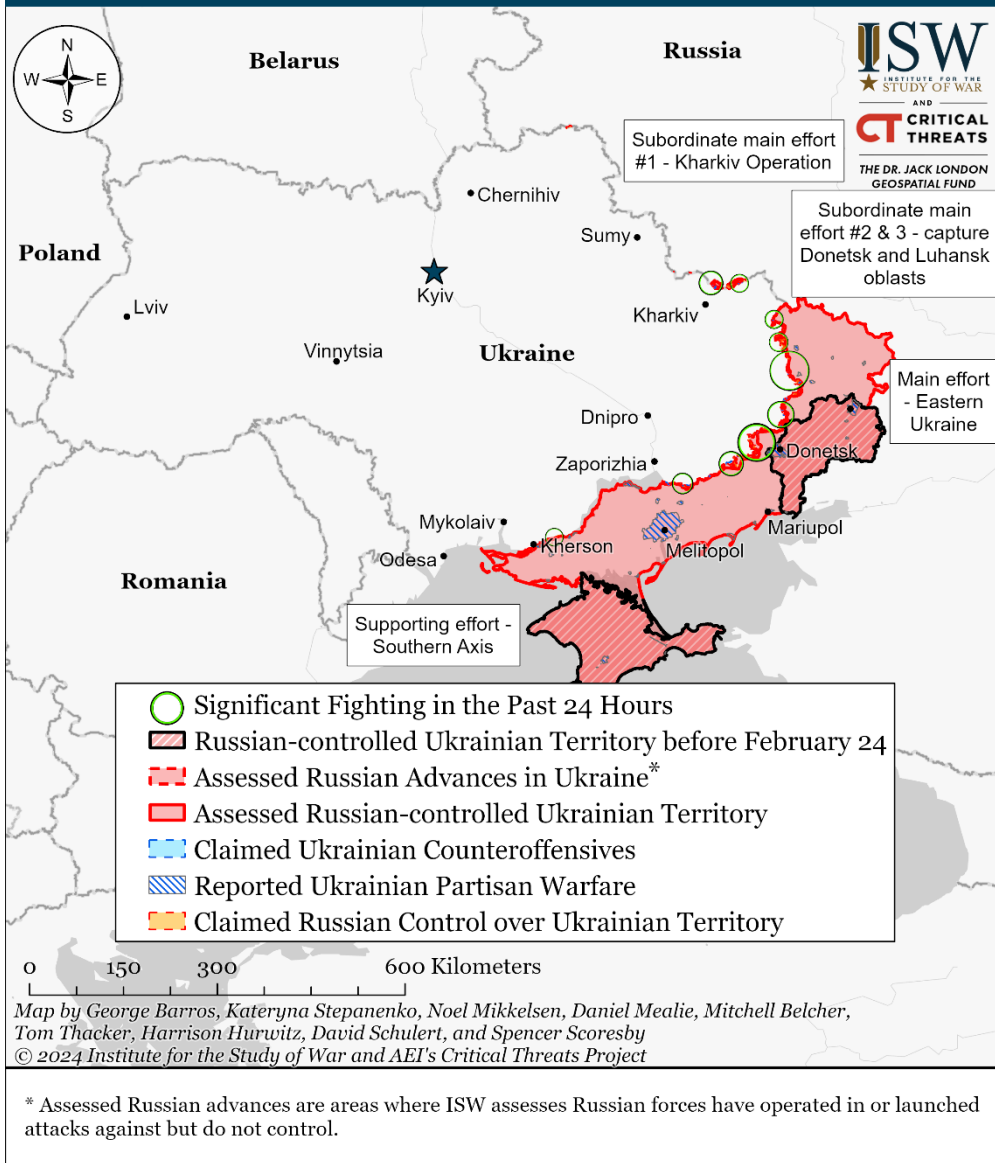 N
W
E
S
Belarus
Russia
ISW
INSTITUTE FOR THE
STUDY OF WAR
AND
CT CRITICAL
THREATS
THE DR. JACK LONDON
GEOSPATIAL FUND
Subordinate main effort
#1 - Kharkiv Operation
Subordinate main
effort #2 & 3 - capture
Donetsk and Luhansk
oblasts
Chernihiv
Sumy
Poland
Kyiv
Lviv
Kharkiv
Vinnytsia
Ukraine
Main effort
- Eastern
Ukraine
Dnipro
Donetsk
Zaporizhia
Mykolaiv
Mariupol
Kherson
Melitopol
Odesa
Romania
Supporting effort -
Southern Axis
Significant Fighting in the Past 24 Hours
Russian-controlled Ukrainian Territory before February 24
Assessed Russian Advances in Ukraine*
Assessed Russian-controlled Ukrainian Territory
Claimed Ukrainian Counteroffensives
Reported Ukrainian Partisan Warfare
Claimed Russian Control over Ukrainian Territory
0 150 300 600 Kilometers
Map by George Barros, Kateryna Stepanenko, Noel Mikkelsen, Daniel Mealie, Mitchell Belcher,
Tom Thacker, Harrison Hurwitz, David Schulert, and Spencer Scoresby
© 2024 Institute for the Study of War and AEI's Critical Threats Project
* Assessed Russian advances are areas where ISW assesses Russian forces have operated in or launched
attacks against but do not control.